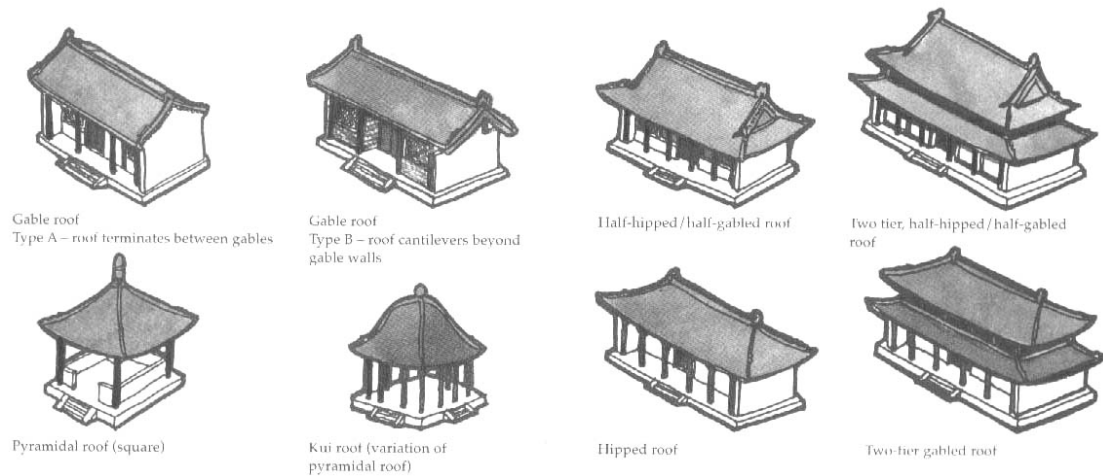 Gable roof
Type A – roof terminates between gables
Gable roof
Type B – roof cantilevers beyond
gable walls
Half-hipped/half-gabled roof
Two tier, half-hipped/half-gabled
roof
Pyramidal roof (square)
Kui roof (variation of
pyramidal roof)
Hipped roof
Two-tier gabled roof